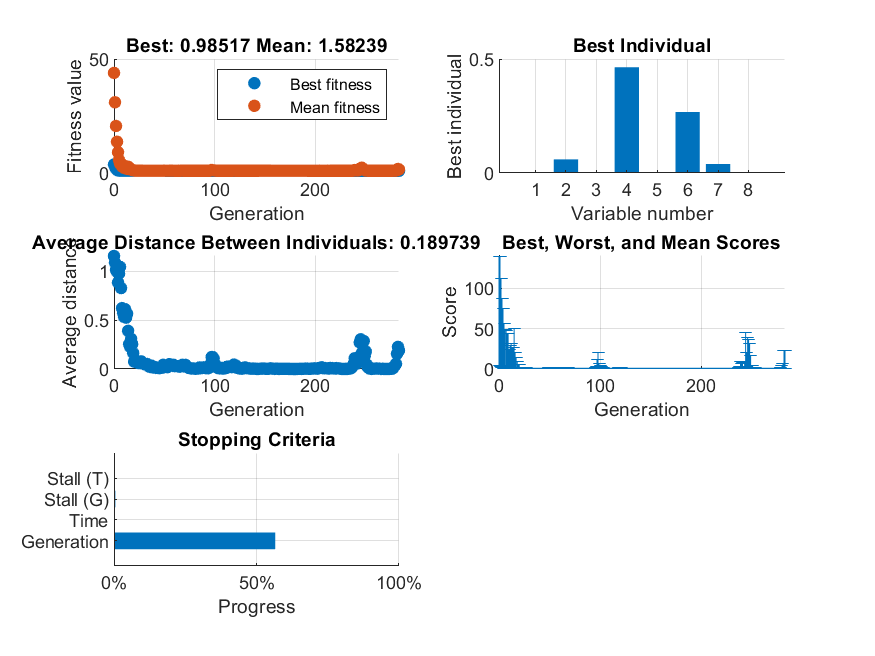 Best: 0.98517 Mean: 1.58239
50
0
Fitness value
Best fitness
Mean fitness
0 100 200
Generation
Best Individual
0.5
0
Best individual
1 2 3 4 5 6 7 8
Variable number
Average Distance Between Individuals: 0.189739
1
0.5
0
Average distance
0 100 200
Generation
Best, Worst, and Mean Scores
100
50
0
Score
0 100 200
Generation
Stopping Criteria
Stall (T)
Stall (G)
Time
Generation
0% 50% 100%
Progress